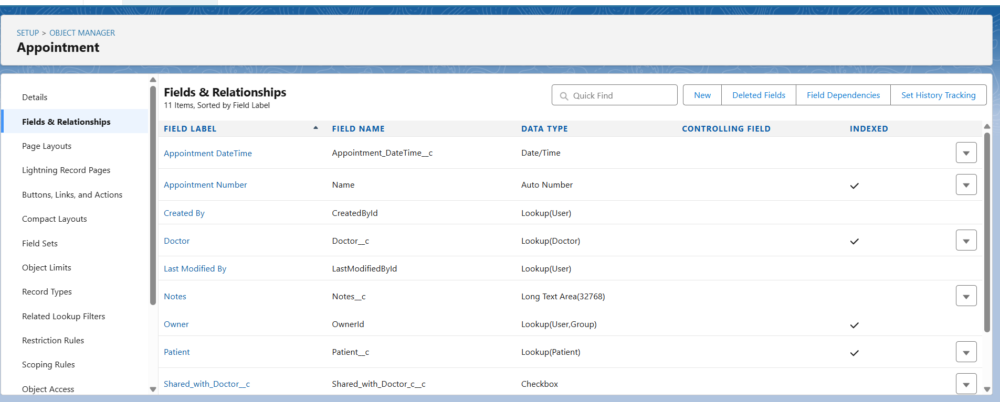 SETUP > OBJECT MANAGER
Appointment
Details
Fields & Relationships
Page Layouts
Lightning Record Pages
Buttons, Links, and Actions
Compact Layouts
Field Sets
Object Limits
Record Types
Related Lookup Filters
Restriction Rules
Scoping Rules
Object Access
Fields & Relationships
11 Items, Sorted by Field Label
Quick Find
New
Deleted Fields
Field Dependencies
Set History Tracking
FIELD LABEL FIELD NAME DATA TYPE CONTROLLING FIELD INDEXED
Appointment DateTime Appointment_DateTime__c Date/Time
Appointment Number Name Auto Number
Created By CreatedById Lookup(User)
Doctor Doctor__c Lookup(Doctor)
Last Modified By LastModifiedById Lookup(User)
Notes Notes__c Long Text Area(32768)
Owner OwnerId Lookup(User,Group)
Patient Patient__c Lookup(Patient)
Shared_with_Doctor__c Shared_with_Doctor_c__c Checkbox